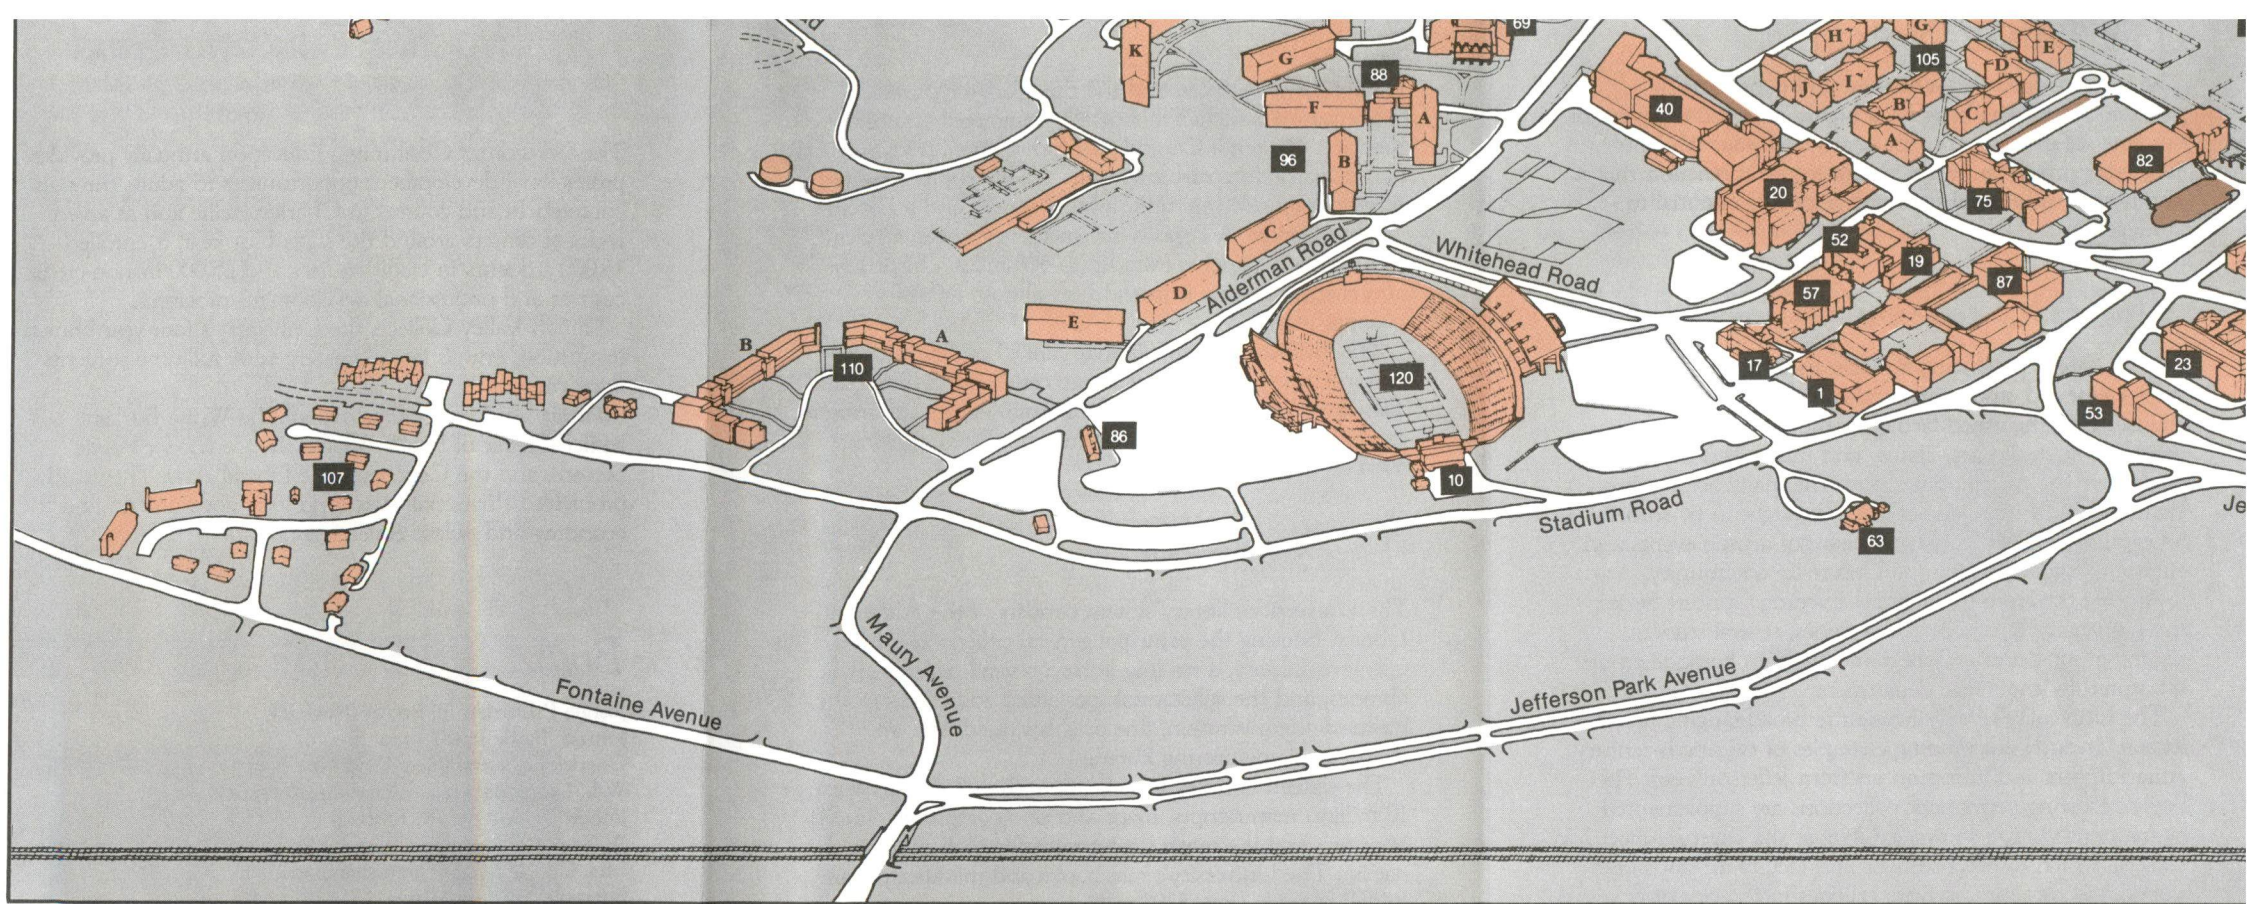 69
K
G
H
G
E
88
105
D
J
I
F
A
40
B
C
A
96
B
82
20
75
C
Alderman Road
Whitehead Road
52
19
D
57
87
E
B
A
110
17
23
120
1
53
86
107
10
Stadium Road
63
Maury Avenue
Fontaine Avenue
Jefferson Park Avenue